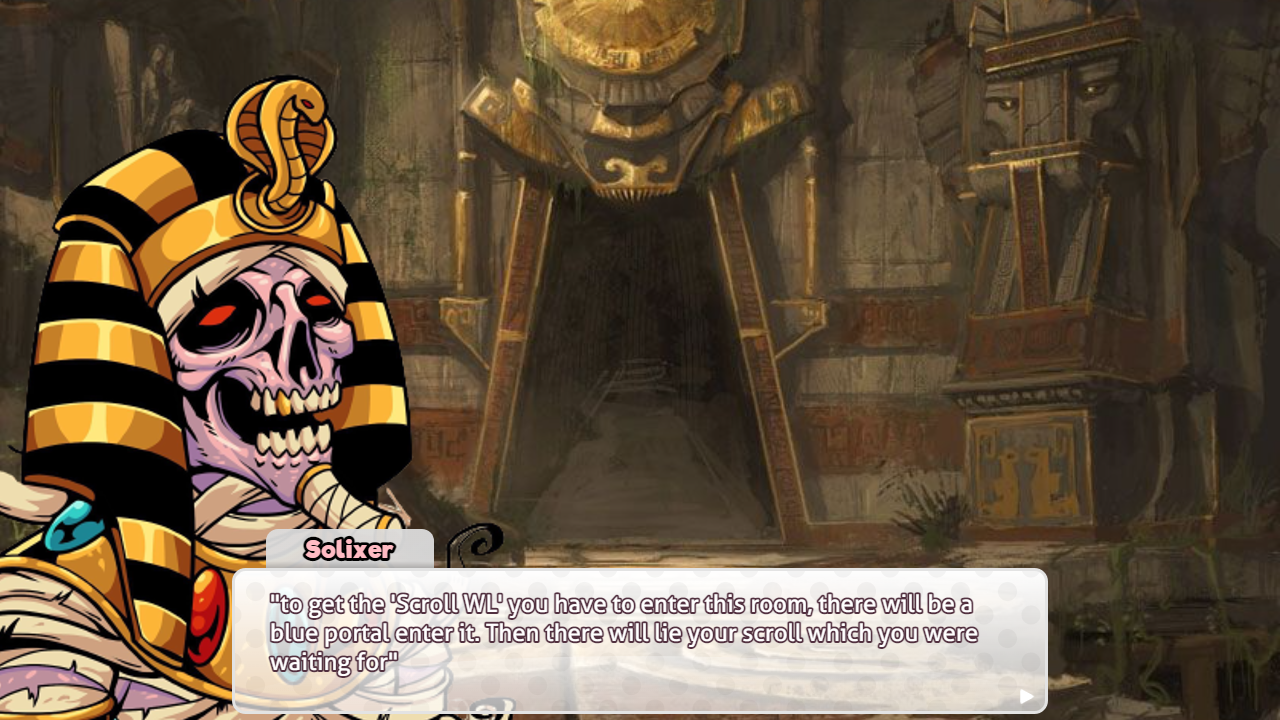 Solixer
"to get the 'Scroll WL' you have to enter this room, there will be a
blue portal enter it. Then there will lie your scroll which you were
waiting for"